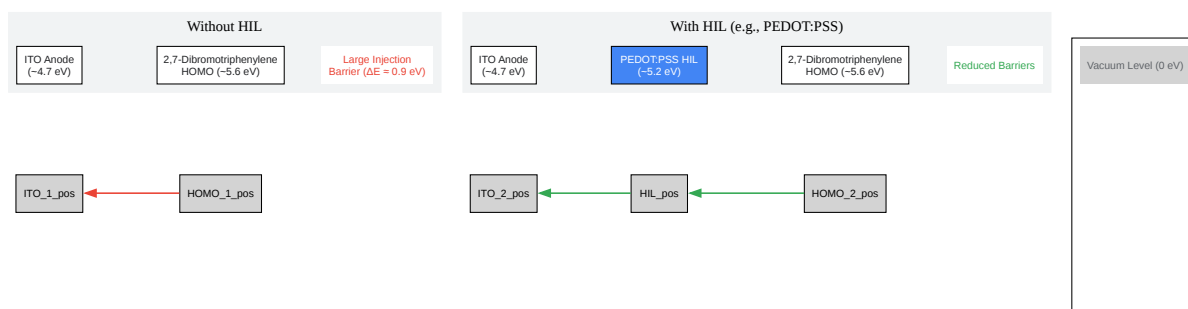 Without HIL
ITO Anode
(~4.7 eV)
2,7-Dibromotriphenylene
HOMO (~5.6 eV)
Large Injection
Barrier (ΔE ≈ 0.9 eV)
With HIL (e.g., PEDOT:PSS)
ITO Anode
(~4.7 eV)
PEDOT:PSS HIL
(~5.2 eV)
2,7-Dibromotriphenylene
HOMO (~5.6 eV)
Reduced Barriers
Vacuum Level (0 eV)
ITO_1_pos
HOMO_1_pos
ITO_2_pos
HIL_pos
HOMO_2_pos